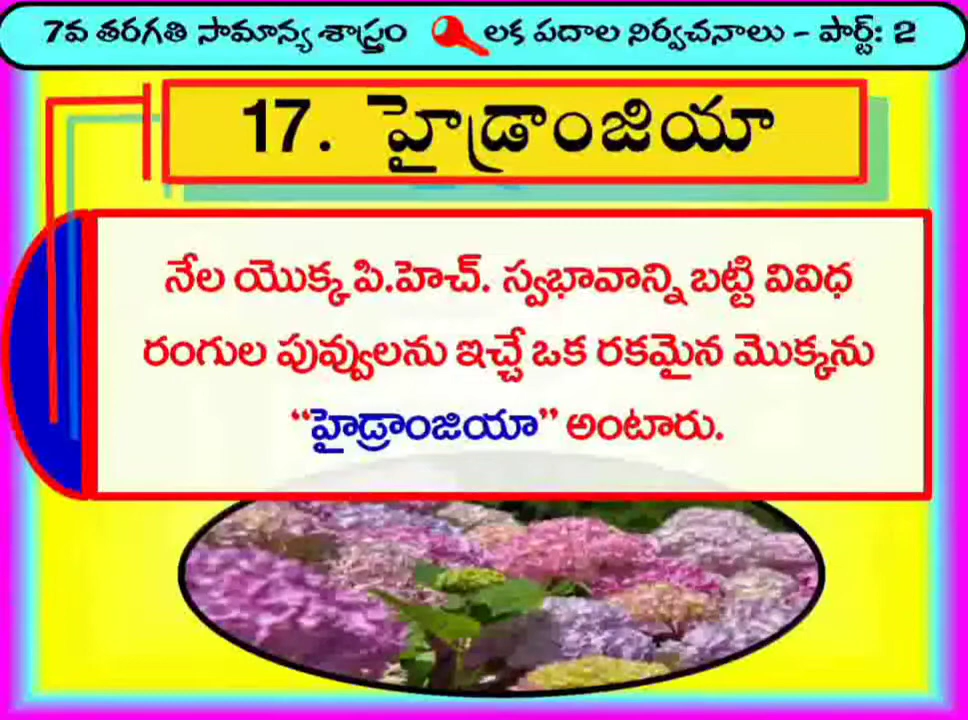 7వ తరగతి సామాన్య శాస్త్రం లక పదాల నిర్వచనాలు - పార్ట్: 2
17. హైడ్రాంజియా
నేల యొక్క పి.హెచ్. స్వభావాన్ని బట్టి వివిధ
రంగుల పువ్వులను ఇచ్చే ఒక రకమైన మొక్కను
“హైడ్రాంజియా” అంటారు.